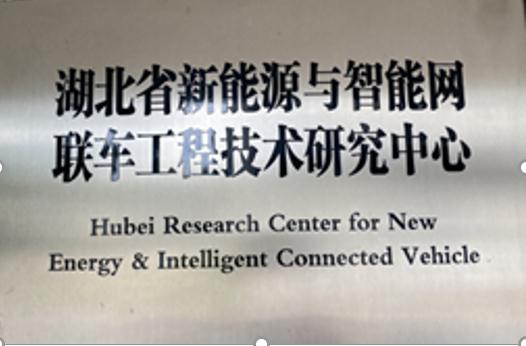 湖北省新能源与智能网
联车工程技术研究中心
Hubei Research Center for New
Energy & Intelligent Connected Vehicle